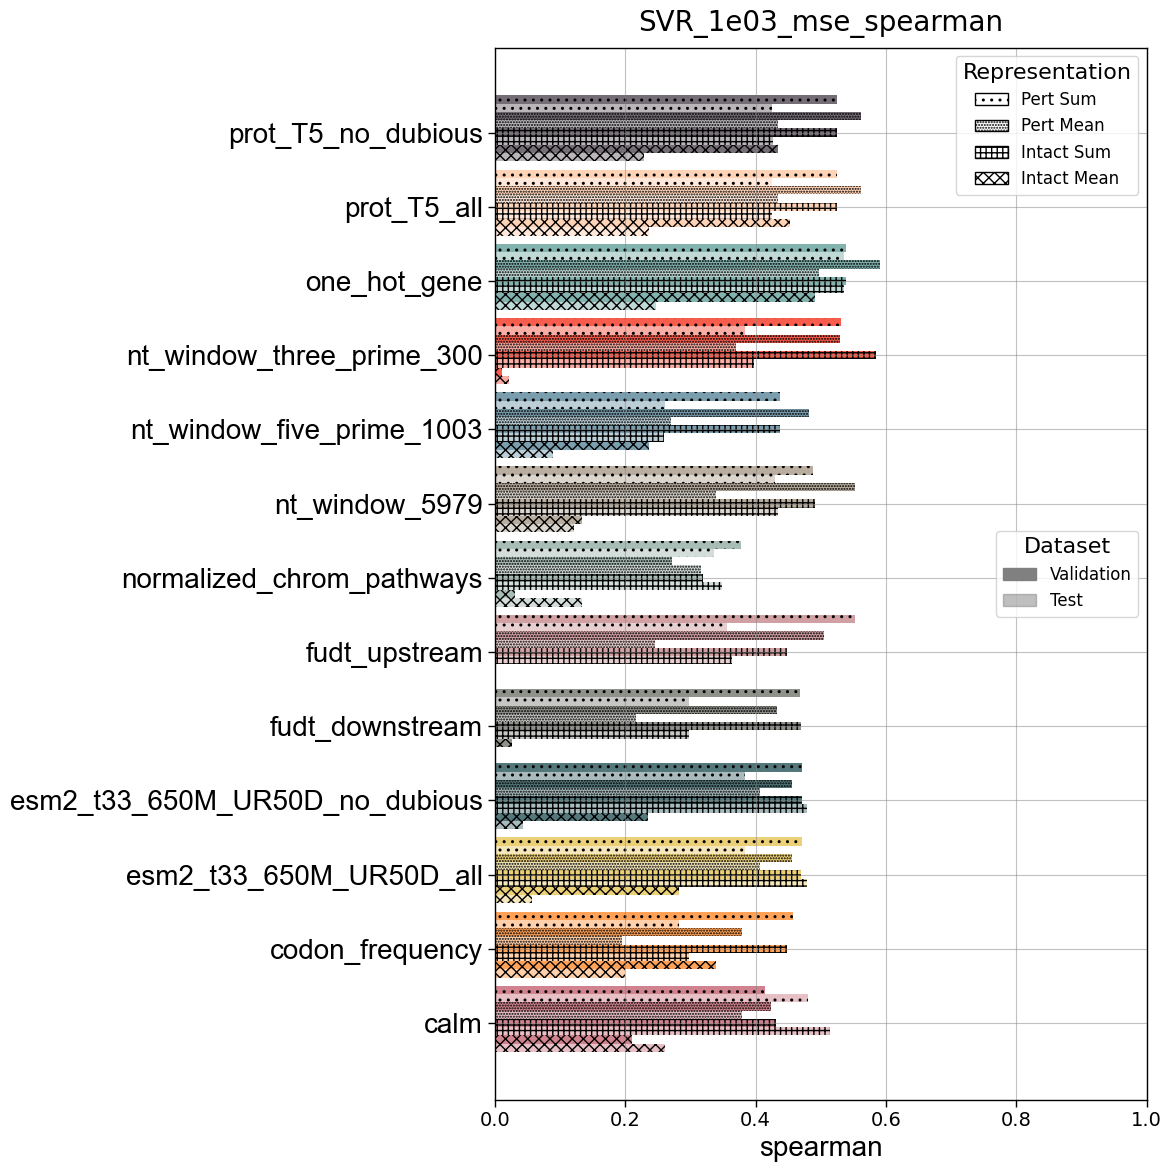 SVR_1e03_mse_spearman
Representation
Pert Sum
Pert Mean
Intact Sum
Intact Mean
prot_T5_no_dubious
prot_T5_all
one_hot_gene
nt_window_three_prime_300
nt_window_five_prime_1003
nt_window_5979
Dataset
Validation
Test
normalized_chrom_pathways
fudt_upstream
fudt_downstream
esm2_t33_650M_UR50D_no_dubious
esm2_t33_650M_UR50D_all
codon_frequency
calm
0.0 0.2 0.4 0.6 0.8 1.0
spearman